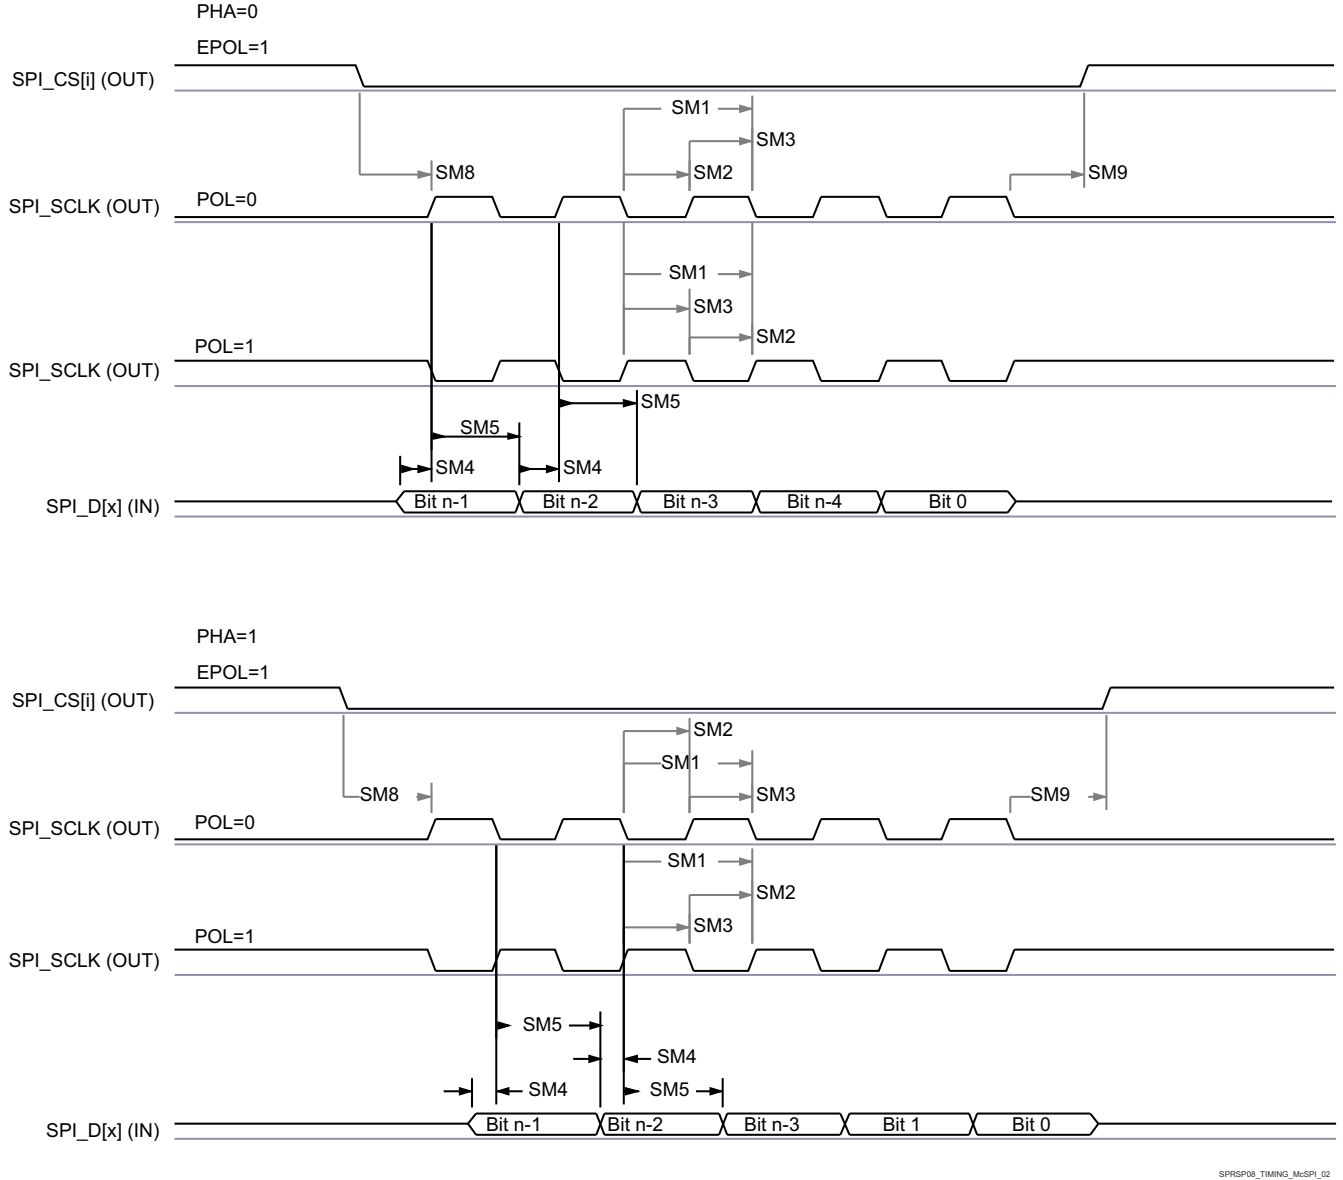 PHA=0
EPOL=1
SPI_CS[i] (OUT)
SM1
SM3
SM8
SM2
SM9
POL=0
SPI_SCLK (OUT)
SM1
SM3
SM2
POL=1
SPI_SCLK (OUT)
SM5
SM5
SM4
SM4
SPI_D[x] (IN)
Bit n-1
Bit n-2
Bit n-3
Bit n-4
Bit 0
PHA=1
EPOL=1
SPI_CS[i] (OUT)
SM2
SM1
SM8
SM3
SM9
POL=0
SPI_SCLK (OUT)
SM1
SM2
SM3
POL=1
SPI_SCLK (OUT)
SM5
SM4
SM4
SM5
SPI_D[x] (IN)
Bit n-1
Bit n-2
Bit n-3
Bit 1
Bit 0
SPRSP08_TIMING_McSPI_02